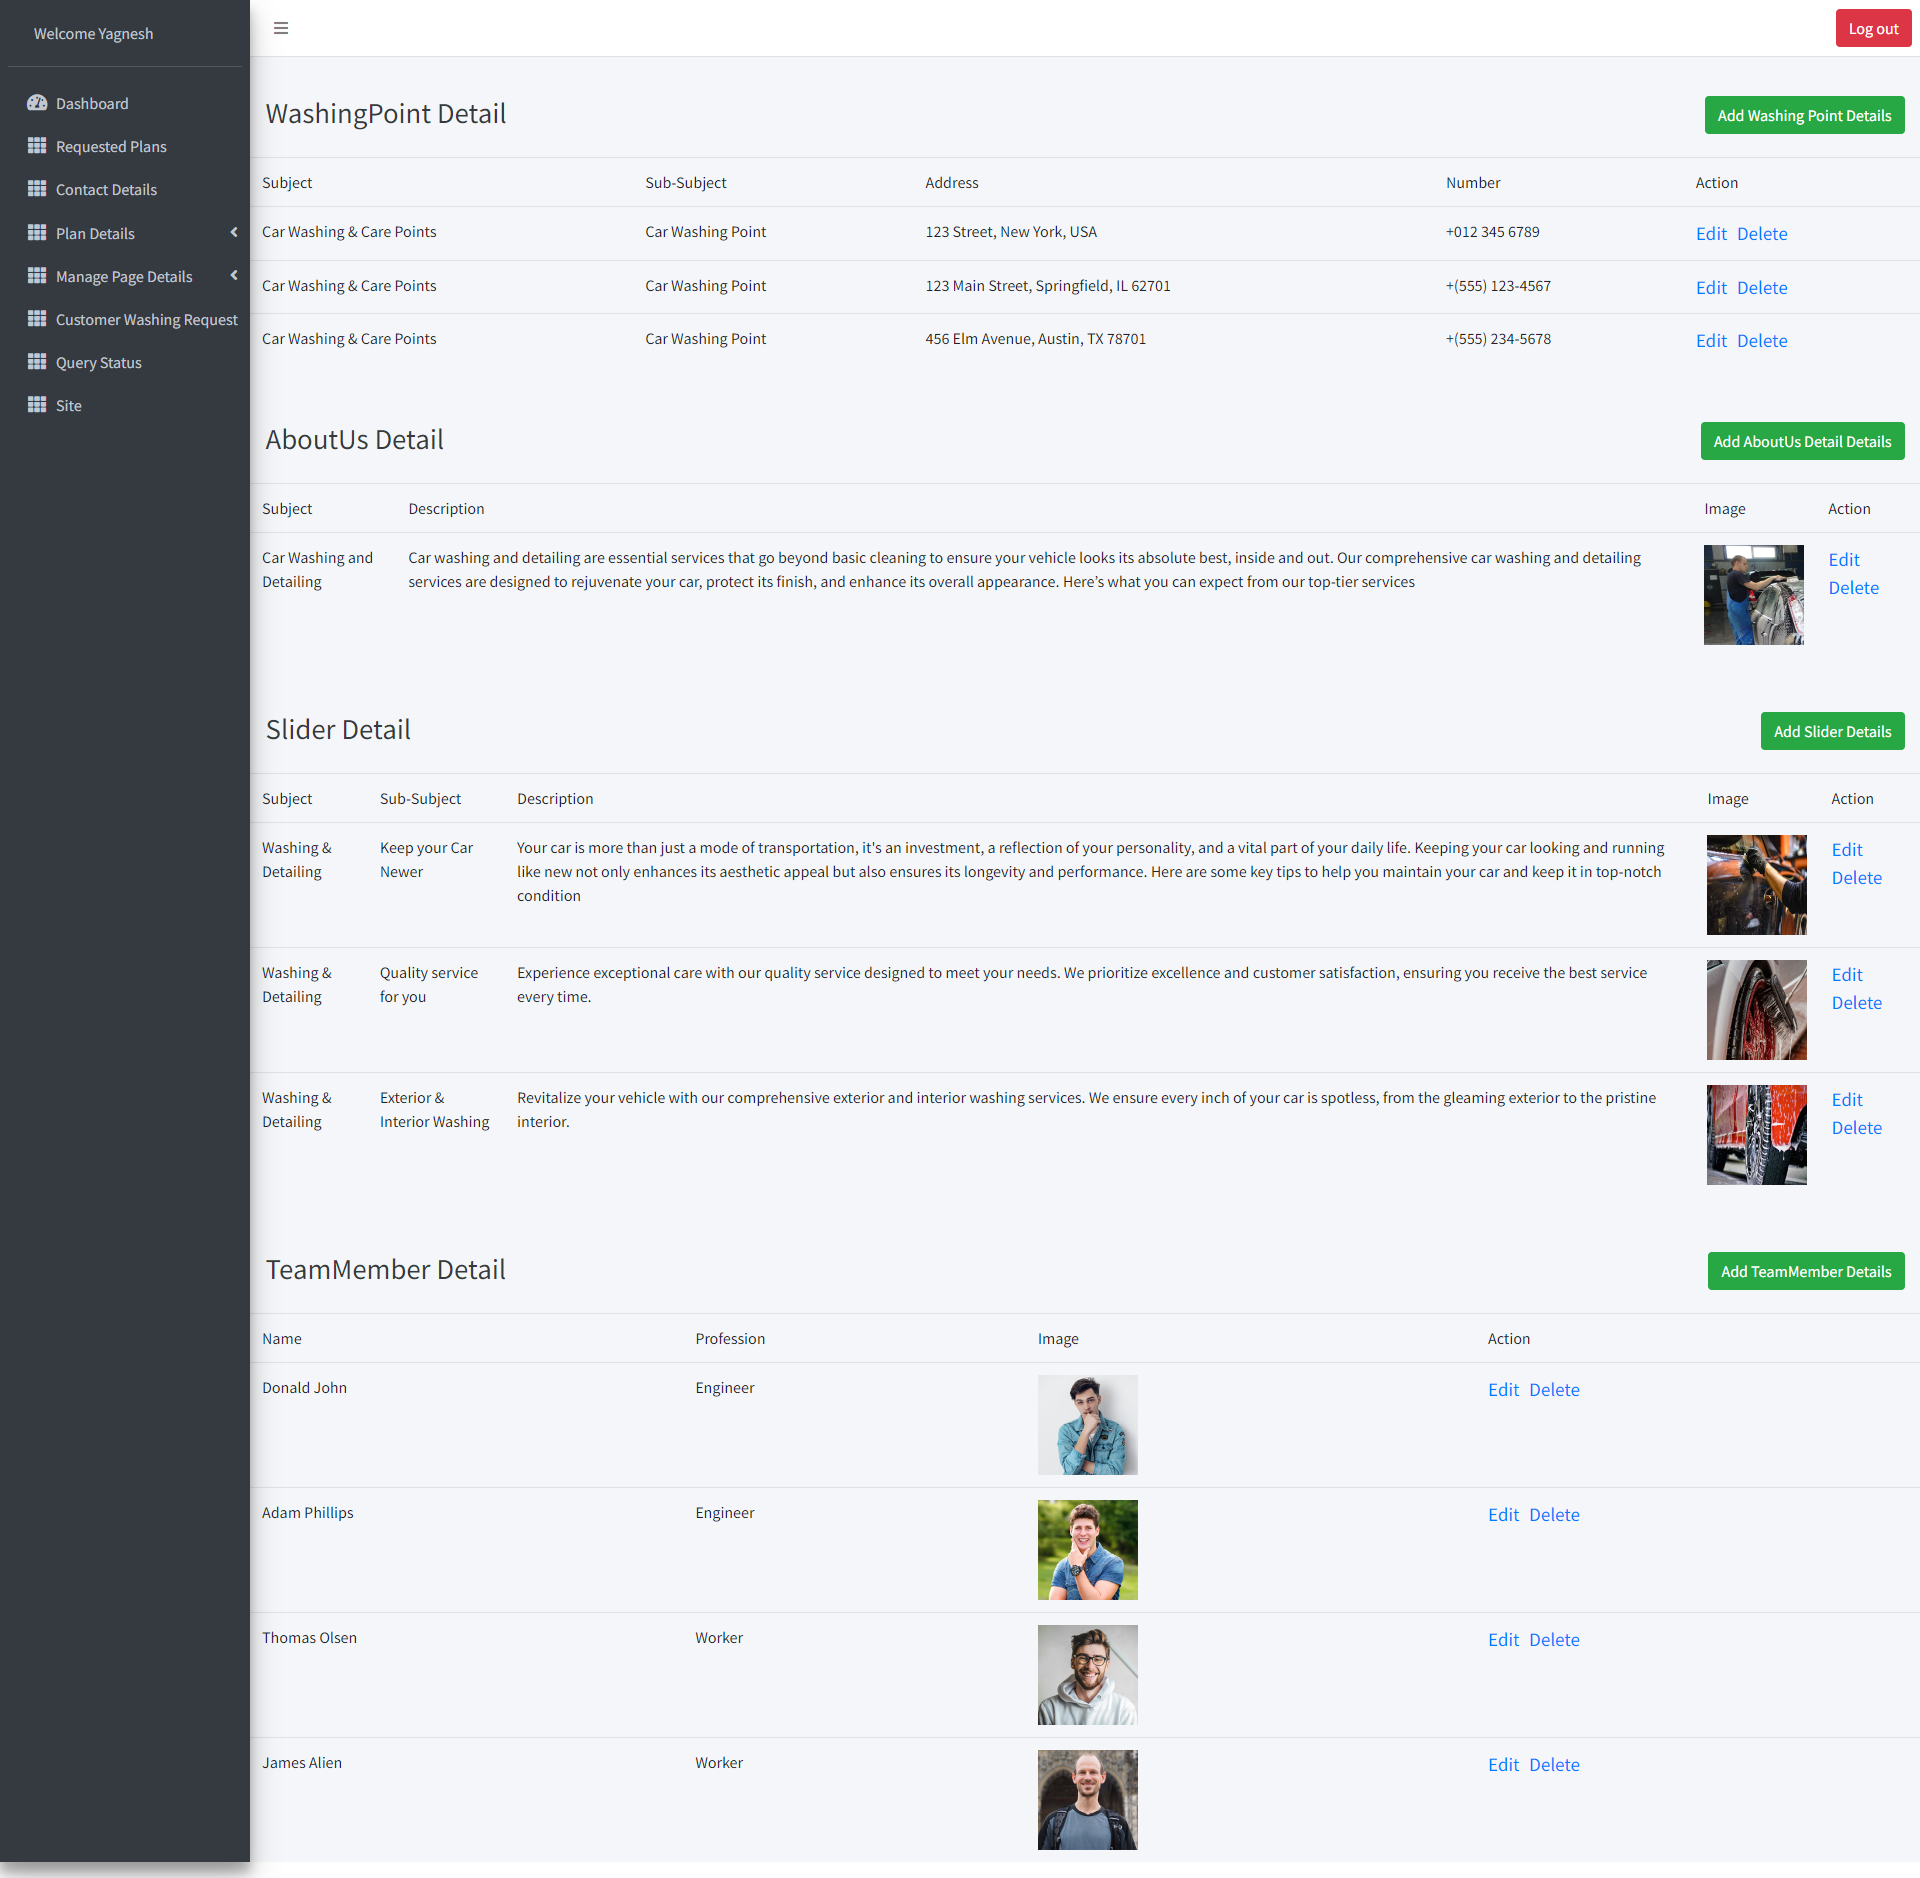 Welcome Yagnesh
Dashboard
Requested Plans
Contact Details
Plan Details
Manage Page Details
Customer Washing Request
Query Status
Site
Log out
WashingPoint Detail
Add Washing Point Details
Subject Sub-Subject Address Number Action
Car Washing & Care Points Car Washing Point 123 Street, New York, USA +012 345 6789 Edit Delete
Car Washing & Care Points Car Washing Point 123 Main Street, Springfield, IL 62701 +(555) 123-4567 Edit Delete
Car Washing & Care Points Car Washing Point 456 Elm Avenue, Austin, TX 78701 +(555) 234-5678 Edit Delete
AboutUs Detail
Add AboutUs Detail Details
Subject Description Image Action
Car Washing and
Detailing
Car washing and detailing are essential services that go beyond basic cleaning to ensure your vehicle looks its absolute best, inside and out. Our comprehensive car washing and detailing
services are designed to rejuvenate your car, protect its finish, and enhance its overall appearance. Here’s what you can expect from our top-tier services
Edit
Delete
Slider Detail
Add Slider Details
Subject Sub-Subject Description Image Action
Washing &
Detailing
Keep your Car
Newer
Your car is more than just a mode of transportation, it's an investment, a reflection of your personality, and a vital part of your daily life. Keeping your car looking and running
like new not only enhances its aesthetic appeal but also ensures its longevity and performance. Here are some key tips to help you maintain your car and keep it in top-notch
condition
Edit
Delete
Washing &
Detailing
Quality service
for you
Experience exceptional care with our quality service designed to meet your needs. We prioritize excellence and customer satisfaction, ensuring you receive the best service
every time.
Edit
Delete
Washing &
Detailing
Exterior &
Interior Washing
Revitalize your vehicle with our comprehensive exterior and interior washing services. We ensure every inch of your car is spotless, from the gleaming exterior to the pristine
interior.
Edit
Delete
TeamMember Detail
Add TeamMember Details
Name Profession Image Action
Donald John Engineer Edit Delete
Adam Phillips Engineer Edit Delete
Thomas Olsen Worker Edit Delete
James Alien Worker Edit Delete